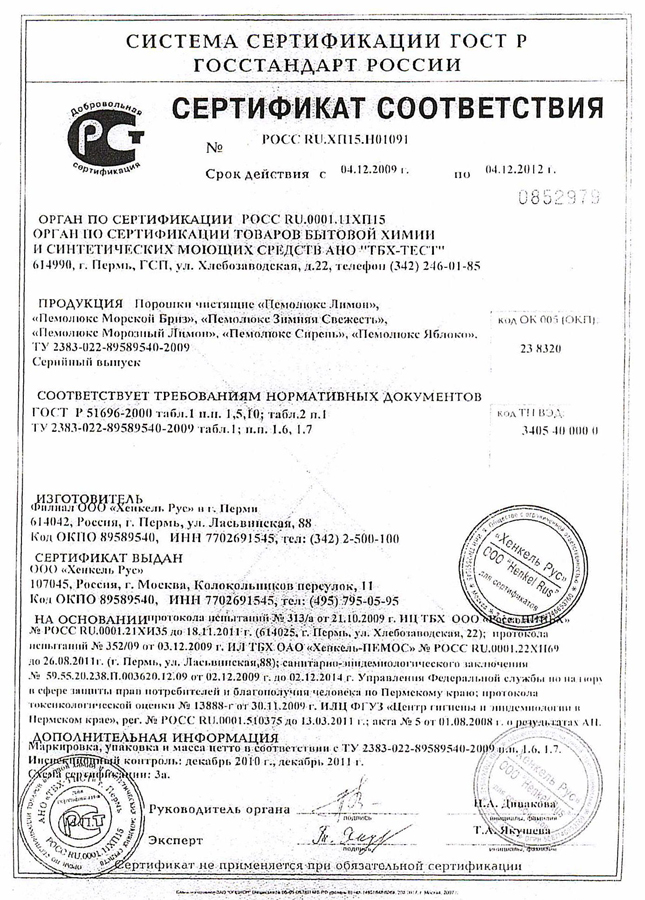 СИСТЕМА СЕРТИФИКАЦИИ ГОСТ Р
ГОССТАНДАРТ РОССИИ
Добровольная
сертификация
СЕРТИФИКАТ СООТВЕТСТВИЯ
№ РОСС RU.ХП15.Н01091
Срок действия с 04.12.2009 г. по 04.12.2012 г.
0852979
ОРГАН ПО СЕРТИФИКАЦИИ РОСС RU.0001.11ХП15
ОРГАН ПО СЕРТИФИКАЦИИ ТОВАРОВ БЫТОВОЙ ХИМИИ
И СИНТЕТИЧЕСКИХ МОЮЩИХ СРЕДСТВ АНО "ТБХ-ТЕСТ"
614990, г. Пермь, ГСП, ул. Хлебозаводская, д.22, телефон (342) 246-01-85
ПРОДУКЦИЯ Порошки чистящие «Пемолюкс Лимон»,
«Пемолюкс Морской Бриз», «Пемолюкс Зимняя Свежесть»,
«Пемолюкс Морозный Лимон», «Пемолюкс Сирень», «Пемолюкс Яблоко».
ТУ 2383-022-89589540-2009
Серийный выпуск
код ОК 005 (ОКП):
23 8320
СООТВЕТСТВУЕТ ТРЕБОВАНИЯМ НОРМАТИВНЫХ ДОКУМЕНТОВ
ГОСТ Р 51696-2000 табл.1 п.п. 1,5,10; табл.2 п.1
ТУ 2383-022-89589540-2009 табл.1; п.п. 1.6, 1.7
код ТН ВЭД:
3405 40 000 0
ИЗГОТОВИТЕЛЬ
Филиал ООО «Хенкель Рус» в г. Перми
614042, Россия, г. Пермь, ул. Ласьвинская, 88
Код ОКПО 89589540, ИНН 7702691545, тел: (342) 2-500-100
СЕРТИФИКАТ ВЫДАН
ООО «Хенкель Рус»
107045, Россия, г. Москва, Колокольников переулок, 11
Код ОКПО 89589540, ИНН 7702691545, тел: (495) 795-05-95
«Хенкель Рус»
ООО "Henkel Rus"
для сертификатов
НА ОСНОВАНИИ протокола испытаний № 313/а от 21.10.2009 г. ИЦ ТБХ ООО
№ РОСС RU.0001.21ХИ35 до 18.11.2011 г. (614025, г. Пермь, ул. Хлебозаводская, 22); протокола
испытаний № 352/09 от 03.12.2009 г. ИЛ ТБХ ОАО «Хенкель-ПЕМОС» № РОСС RU.0001.22ХП69
до 26.08.2011г. (г. Пермь, ул. Ласьвинская,88); санитарно-эпидемиологического заключения
№ 59.55.20.238.П.003620.12.09 от 02.12.2009 г. до 02.12.2014 г. Управления Федеральной службы по надзору
в сфере защиты прав потребителей и благополучия человека по Пермскому краю; протокола
токсикологической оценки № 13888-г от 30.11.2009 г. ИЛЦ ФГУЗ «Центр гигиены и эпидемиологии в
Пермском крае», рег. № РОСС RU.0001.510375 до 13.03.2011 г.; акта № 5 от 01.08.2008 г. о результатах АП.
ДОПОЛНИТЕЛЬНАЯ ИНФОРМАЦИЯ
Маркировка, упаковка и масса нетто в соответствии с ТУ 2383-022-89589540-2009 п.п. 1.6, 1.7.
Инспекционный контроль: декабрь 2010 г., декабрь 2011 г.
Схема сертификации: 3а.
Руководитель органа
подпись
Н.А. Дивакова
инициалы, фамилия
Эксперт
подпись
Т.А. Якушева
инициалы, фамилия
Сертификат не применяется при обязательной сертификации